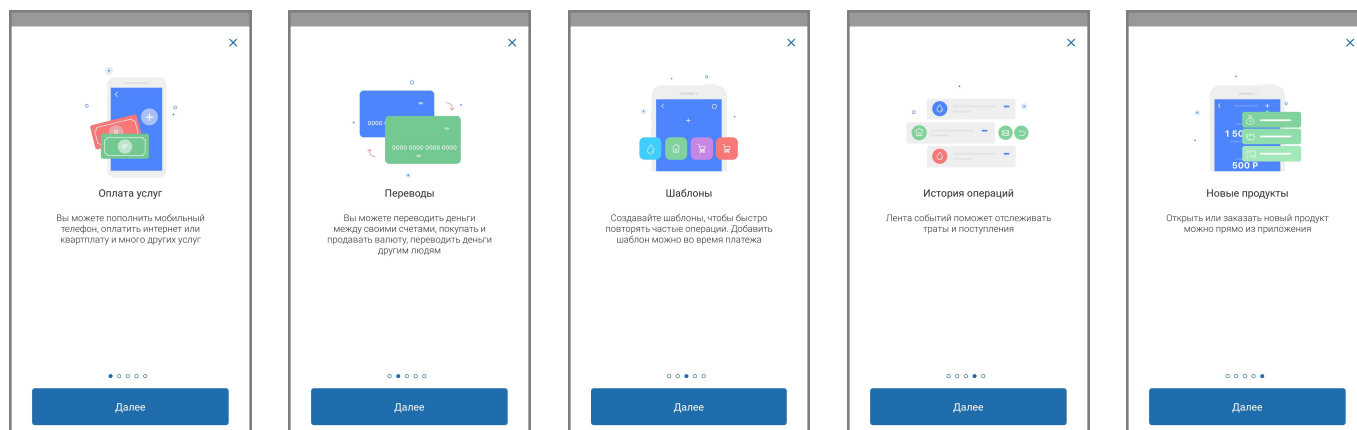 Оплата услуг
Вы можете пополнить мобильный
телефон, оплатить интернет или
квартплату и много других услуг
Далее
0000
0000 0000 0000 0000
Переводы
Вы можете переводить деньги
между своими счетами, покупать и
продавать валюту, переводить деньги
другим людям
Далее
Шаблоны
Создавайте шаблоны, чтобы быстро
повторять частые операции. Добавить
шаблон можно во время платежа
Далее
История операций
Лента событий поможет отслеживать
траты и поступления
Далее
1 50
500 Р
Новые продукты
Открыть или заказать новый продукт
можно прямо из приложения
Далее